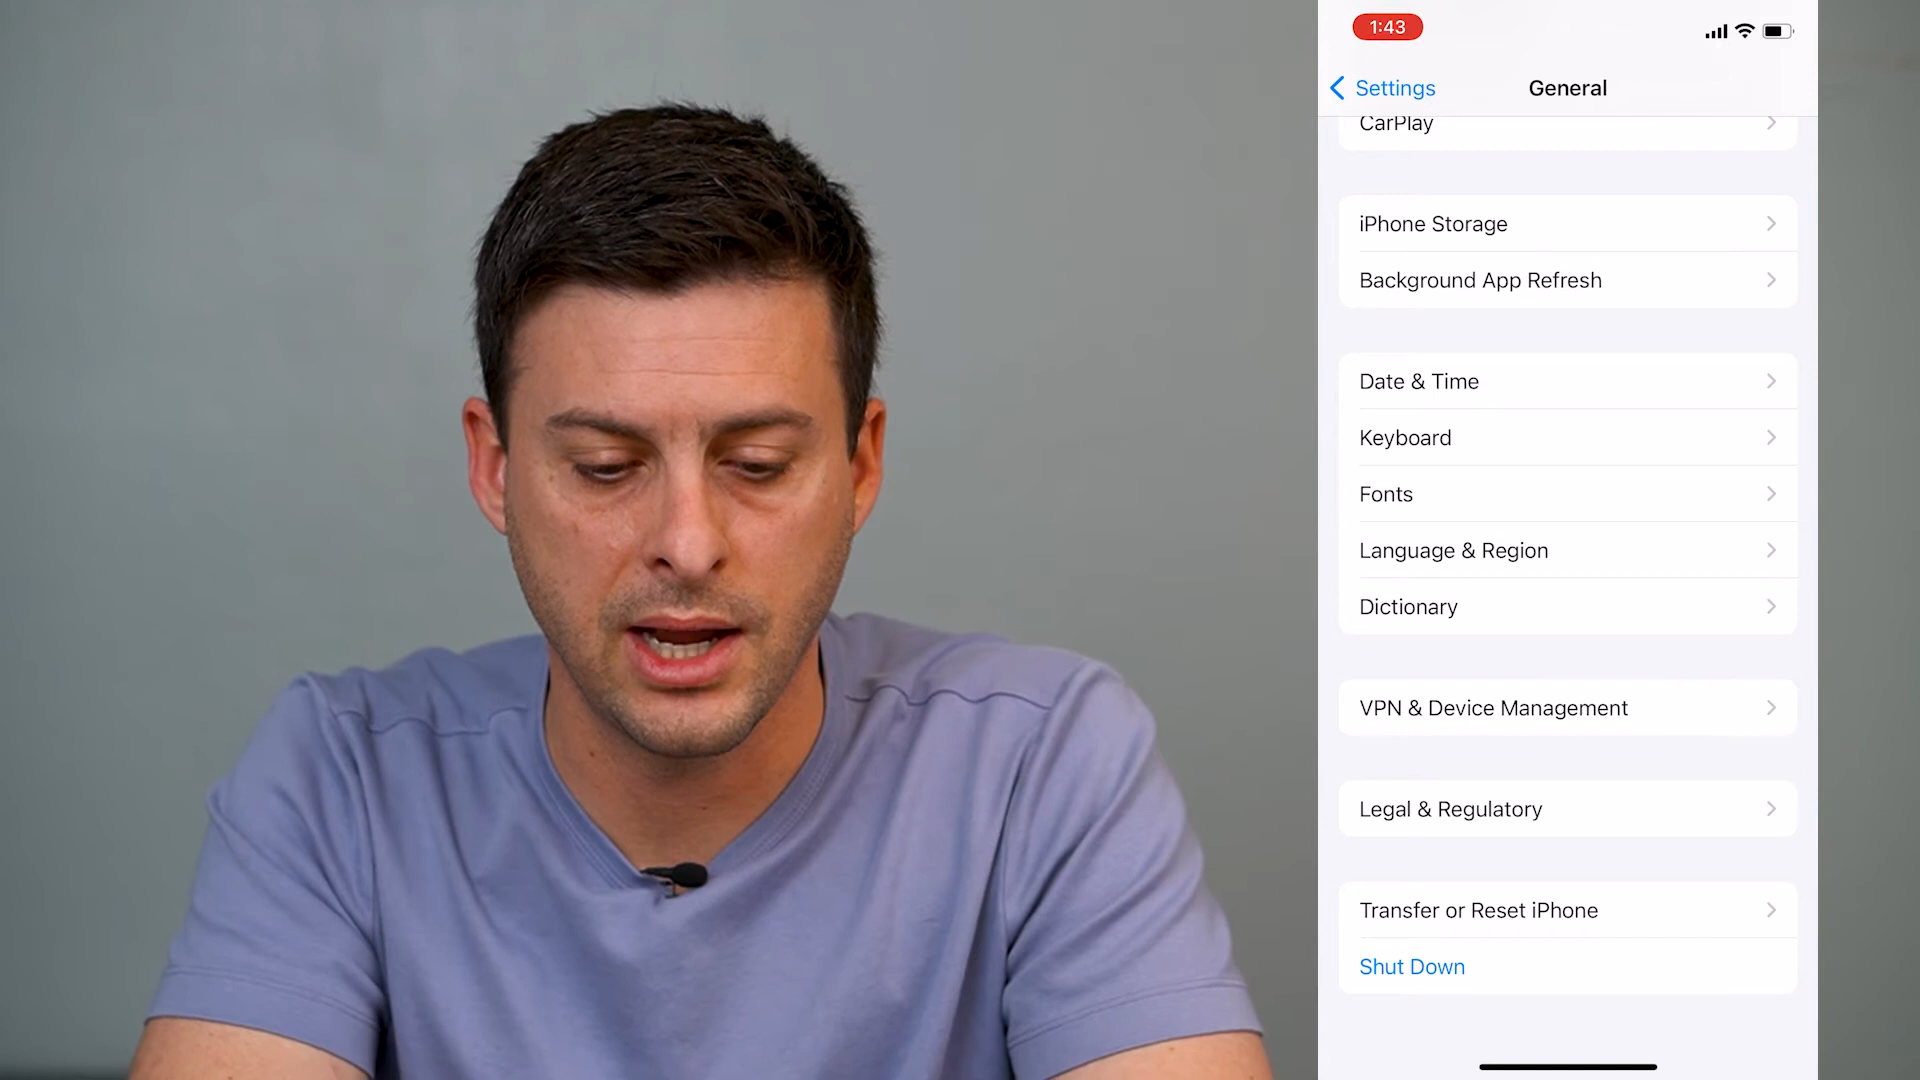 1:43
Settings
General
CarPlay
iPhone Storage
Background App Refresh
Date & Time
Keyboard
Fonts
Language & Region
Dictionary
VPN & Device Management
Legal & Regulatory
Transfer or Reset iPhone
Shut Down